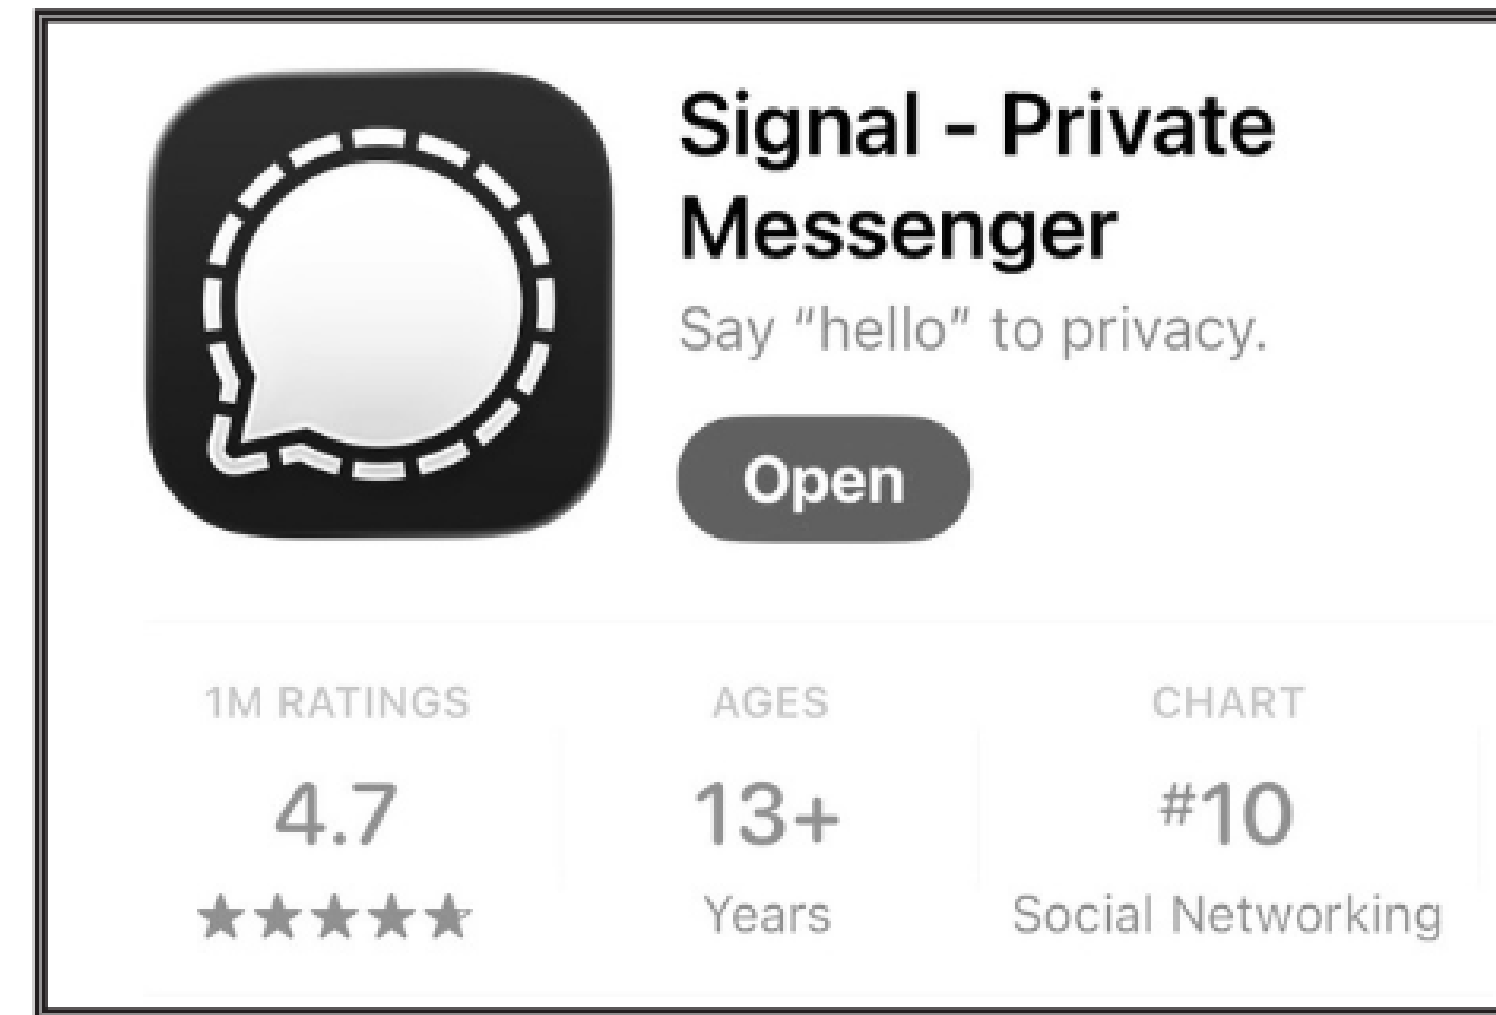 Signal - Private
Messenger
Say “hello” to privacy.
Open
1M RATINGS
4.7
AGES
13+
Years
CHART
#10
Social Networking